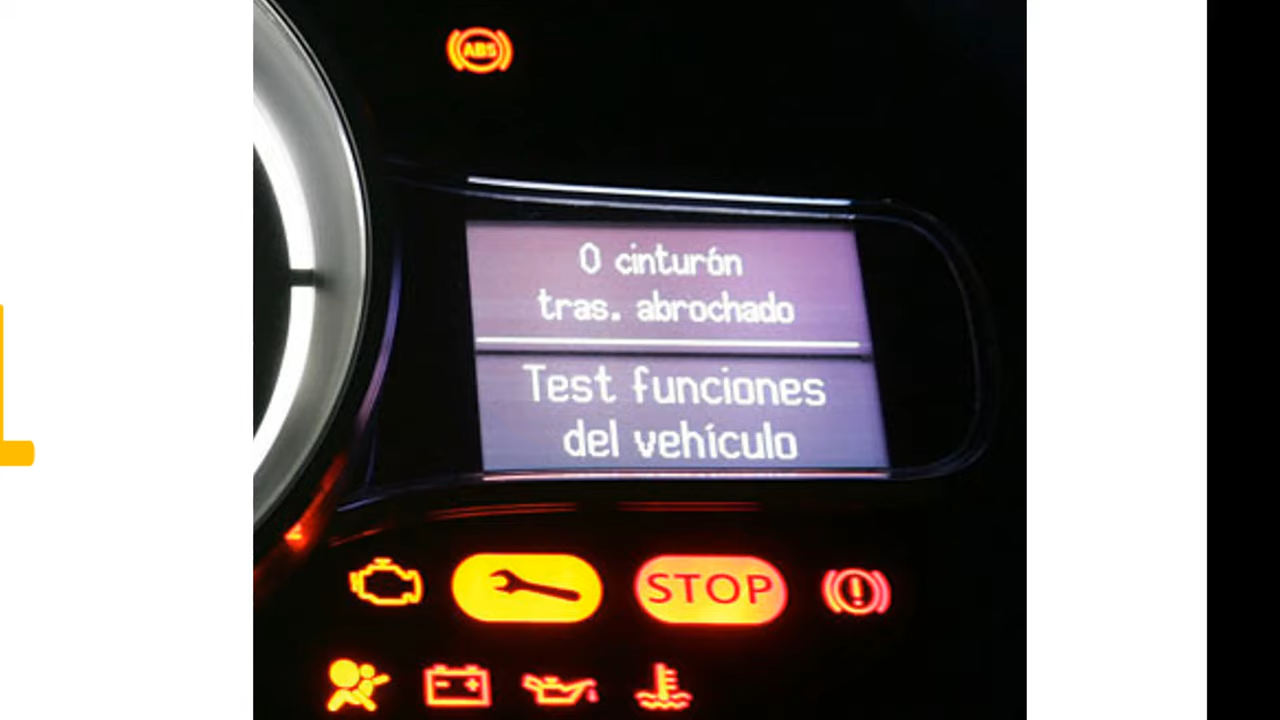 ABS
0 cinturón
tras. abrochado
Test funciones
del vehículo
STOP